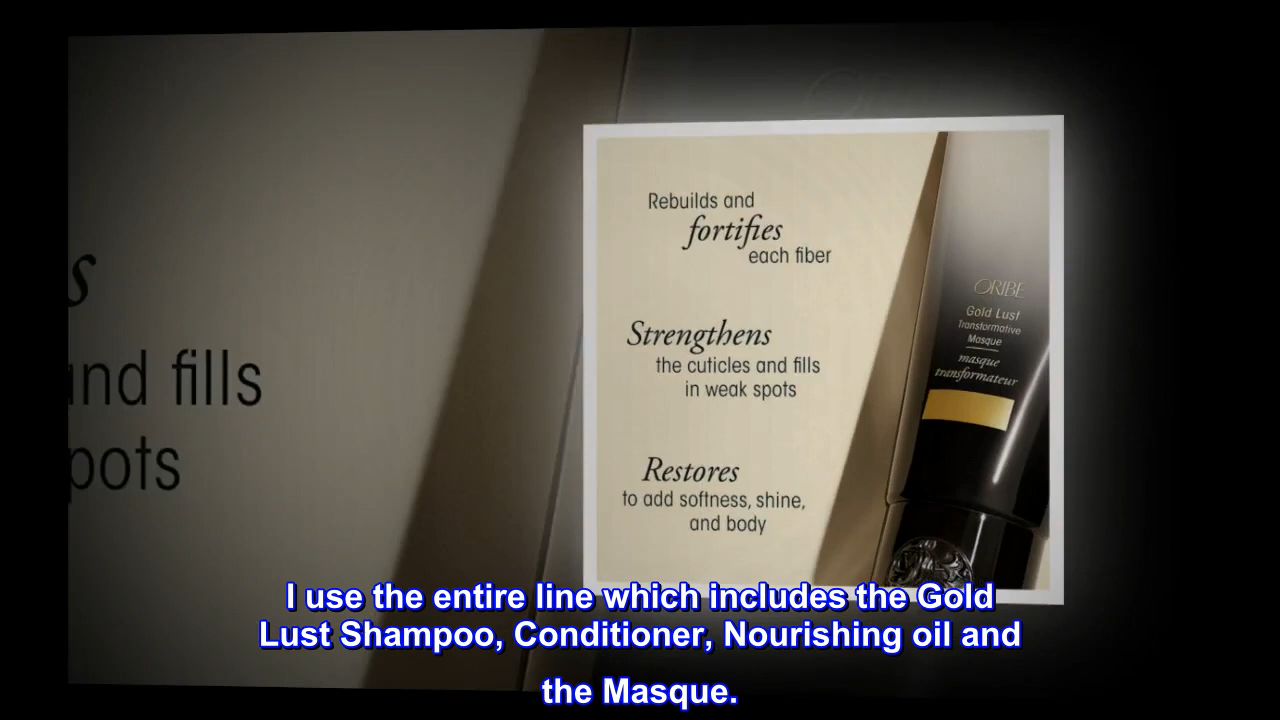 s
and fills
pots
Rebuilds and
fortifies
each fiber
Strengthens
the cuticles and fills
in weak spots
Restores
to add softness, shine,
and body
ORIBE
Gold Lust
Transformative
Masque
masque
transformateur
I use the entire line which includes the Gold
Lust Shampoo, Conditioner, Nourishing oil and
the Masque.